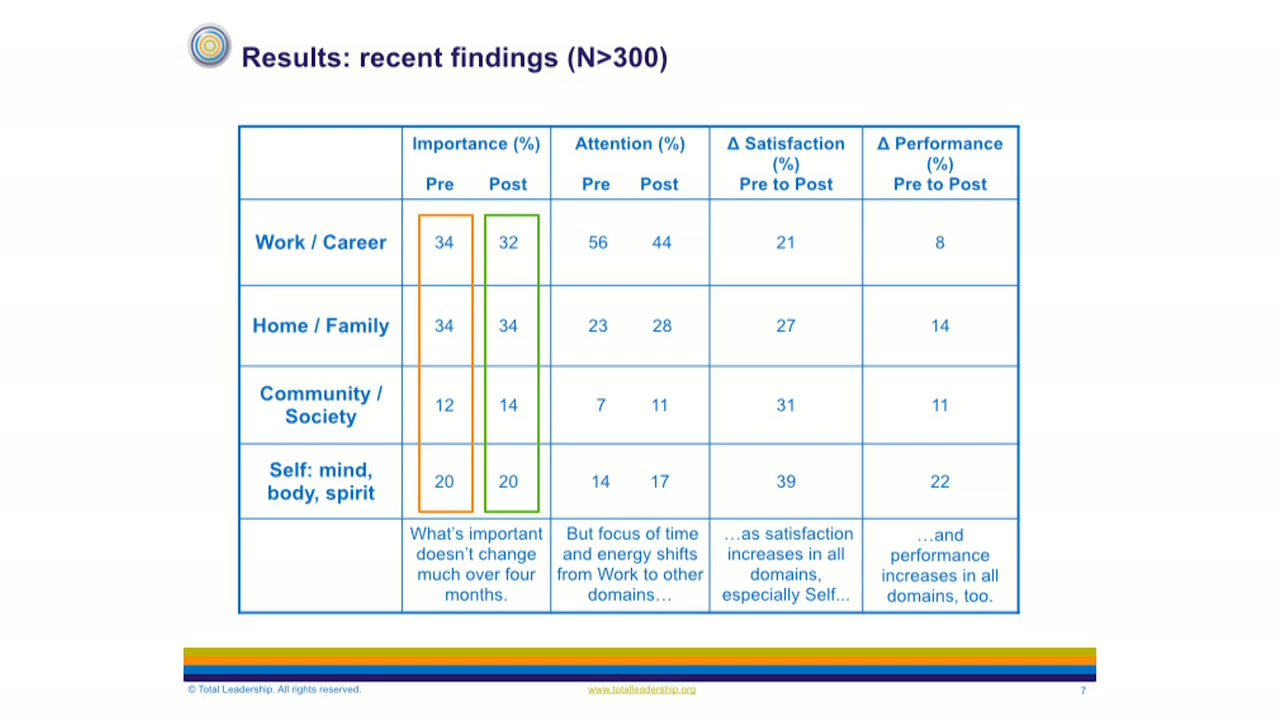 Results: recent findings (N>300)
Importance (%) Attention (%) Δ Satisfaction Δ Performance
(%) (%)
Pre Post Pre Post Pre to Post Pre to Post
Work / Career 34 32 56 44 21 8
Home / Family 34 34 23 28 27 14
Community /
Society 12 14 7 11 31 11
Self: mind,
body, spirit 20 20 14 17 39 22
What's important
doesn't change
much over four
months.
But focus of time
and energy shifts
from Work to other
domains…
…as satisfaction
increases in all
domains,
especially Self...
…and
performance
increases in all
domains, too.
© Total Leadership. All rights reserved. www.totalleadership.org 7